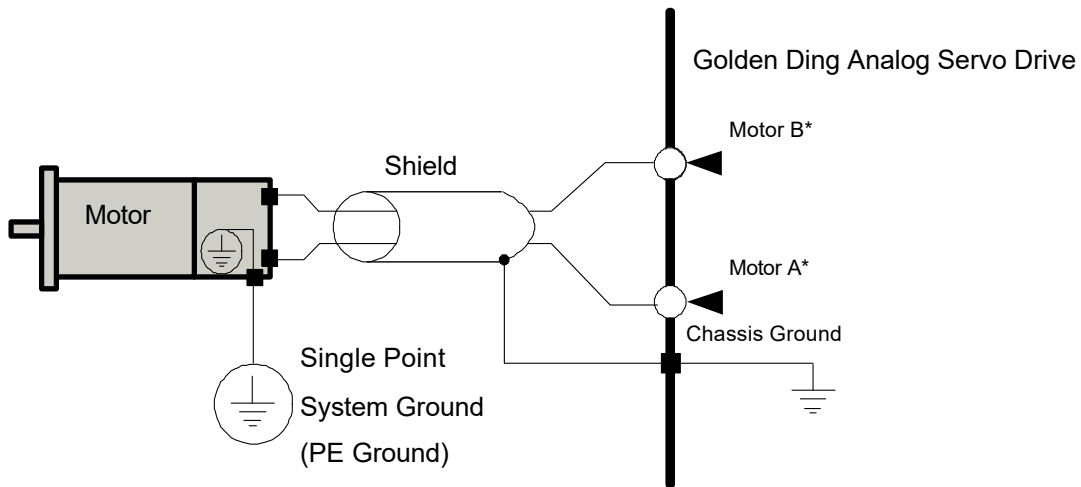 Golden Ding Analog Servo Drive
Motor B*
Shield
Motor
Motor A*
Chassis Ground
Single Point
System Ground
(PE Ground)